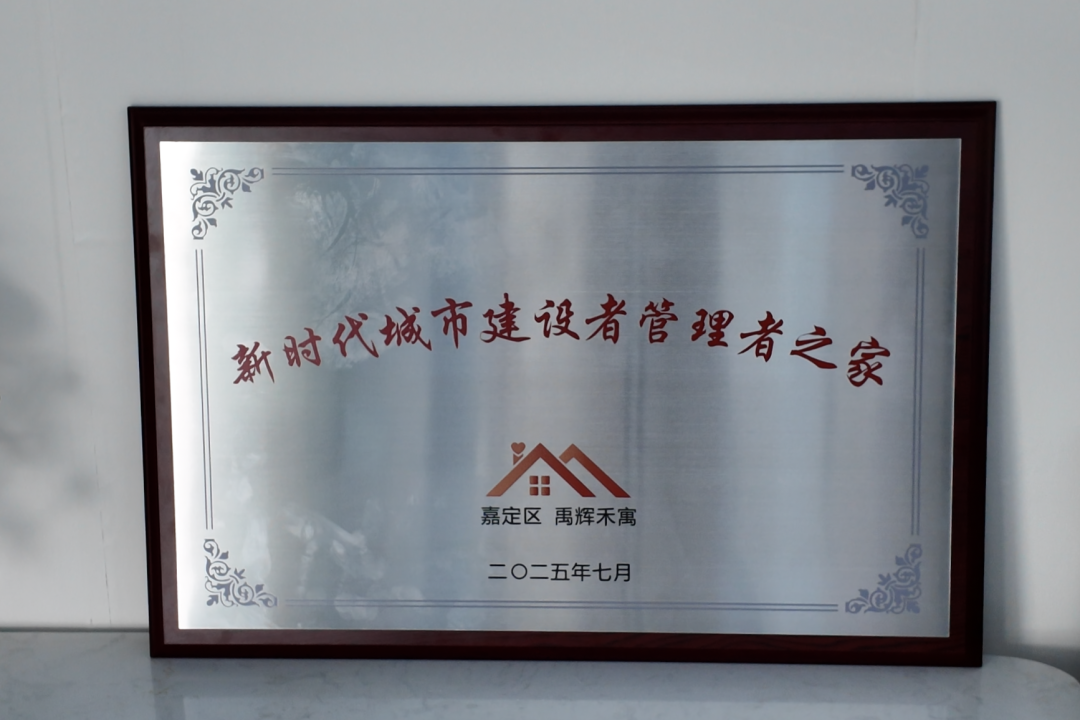 新时代城市建设者管理者之家
嘉定区 禹辉禾寓
二〇二五年七月